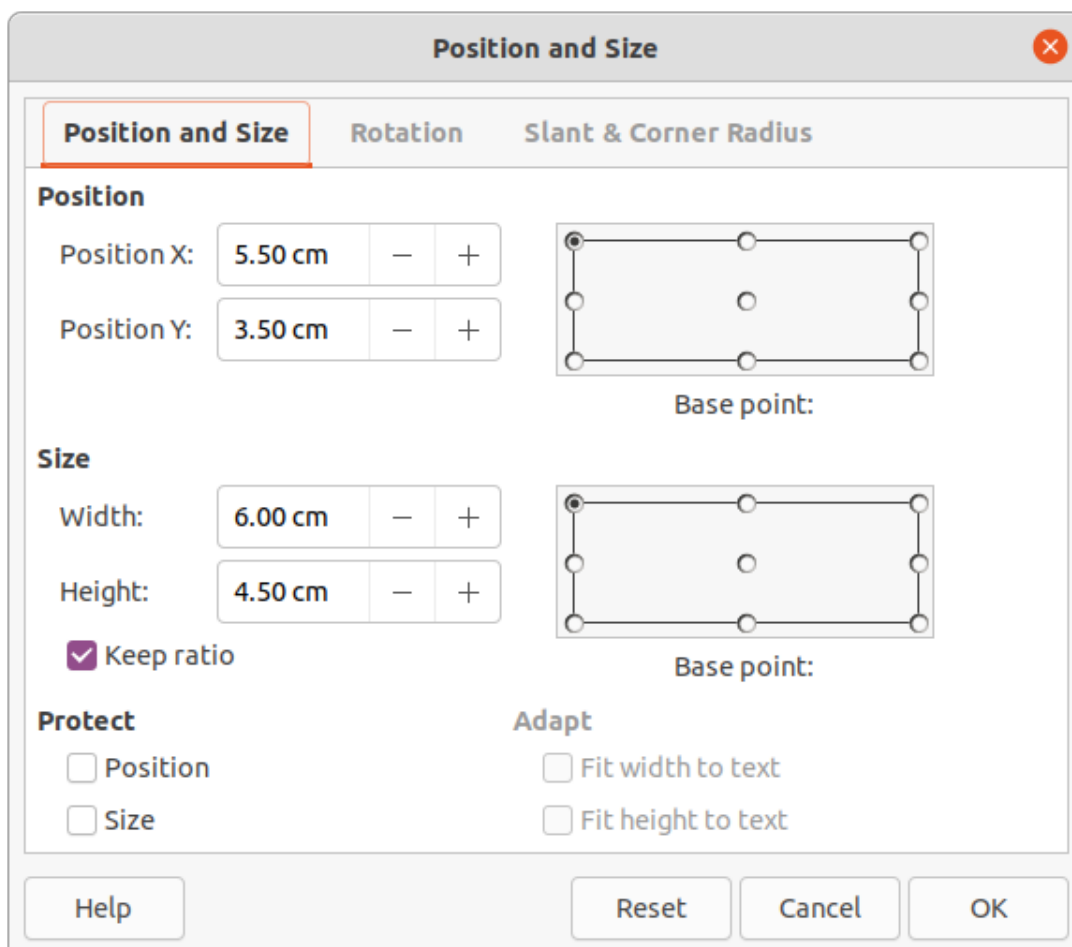 Position and Size
Position and Size Rotation Slant & Corner Radius
Position
Position X: 5.50 cm − +
Position Y: 3.50 cm − +
Base point:
Size
Width: 6.00 cm − +
Height: 4.50 cm − +
Keep ratio
Base point:
Protect Adapt
Position Fit width to text
Size Fit height to text
Help Reset Cancel OK